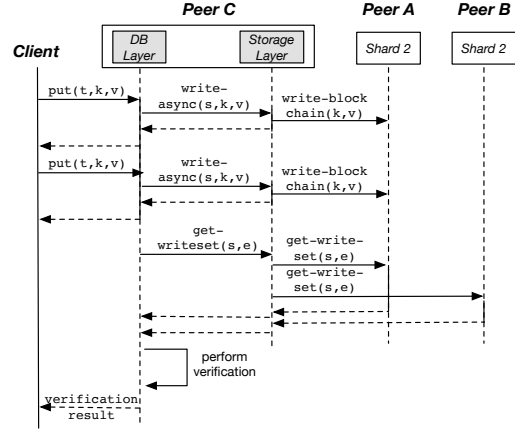 Peer C
Peer A
Peer B
Client
DB
Layer
Storage
Layer
Shard 2
Shard 2
put(t,k,v)
write-
async(s,k,v)
write-block
chain(k,v)
put(t,k,v)
write-
async(s,k,v)
write-block
chain(k,v)
get-
writeset(s,e)
get-write-
set(s,e)
get-write-
set(s,e)
perform
verification
verification
result